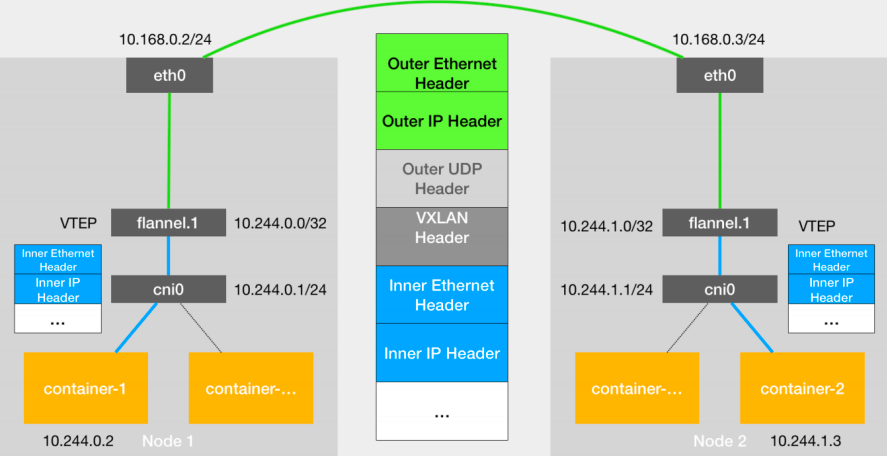 10.168.0.2/24
eth0
VTEP
flannel.1
10.244.0.0/32
Inner Ethernet
Header
Inner IP
Header
...
cni0
10.244.0.1/24
container-1
container-...
10.244.0.2
Node 1
Outer Ethernet
Header
Outer IP Header
Outer UDP
Header
VXLAN
Header
Inner Ethernet
Header
Inner IP Header
...
10.168.0.3/24
eth0
10.244.1.0/32
flannel.1
VTEP
10.244.1.1/24
cni0
Inner Ethernet
Header
Inner IP
Header
...
container-...
container-2
Node 2
10.244.1.3